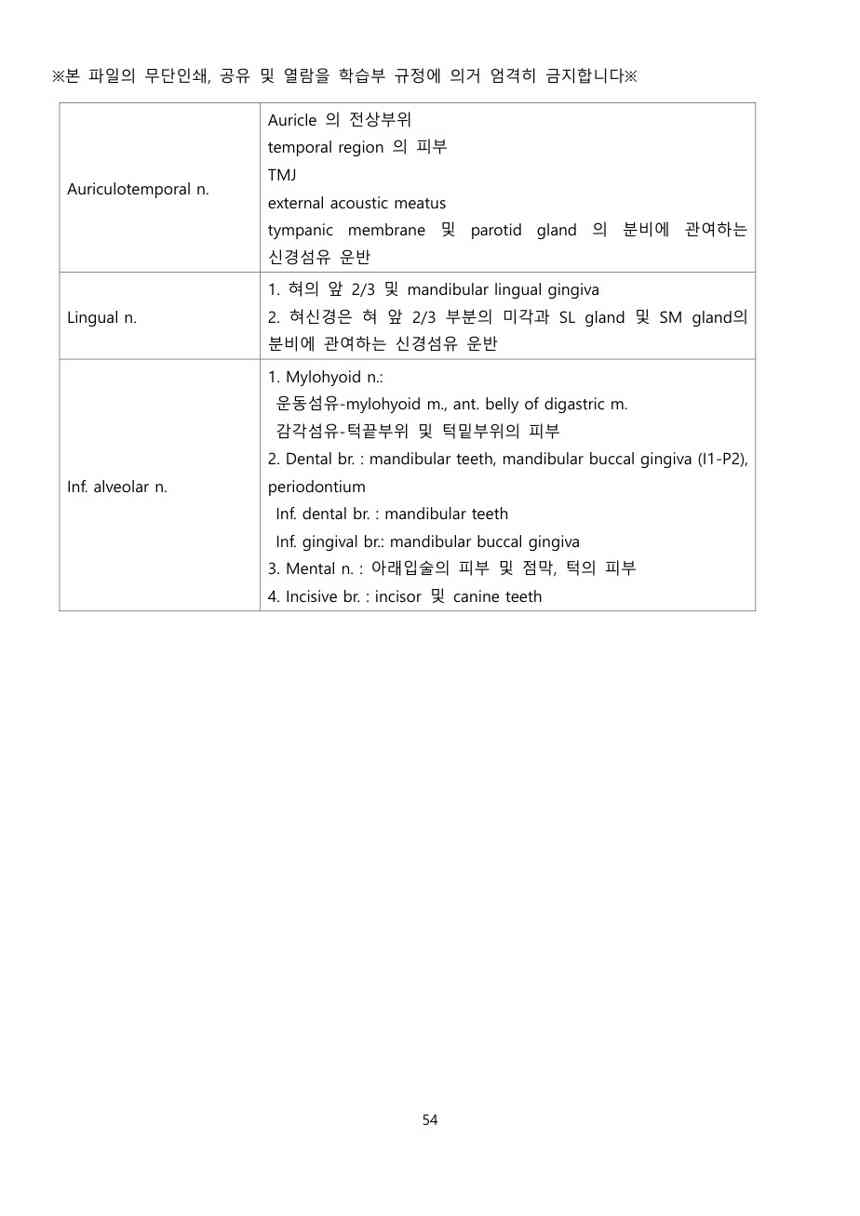 ※본 파일의 무단인쇄, 공유 및 열람을 학습부 규정에 의거 엄격히 금지합니다※
Auriculotemporal n.
Auricle 의 전상부위
temporal region 의 피부
TMJ
external acoustic meatus
tympanic membrane 및 parotid gland 의 분비에 관여하는
신경섬유 운반
Lingual n.
1. 혀의 앞 2/3 및 mandibular lingual gingiva
2. 혀신경은 혀 앞 2/3 부분의 미각과 SL gland 및 SM gland의
분비에 관여하는 신경섬유 운반
Inf. alveolar n.
1. Mylohyoid n.:
운동섬유-mylohyoid m., ant. belly of digastric m.
감각섬유-턱끝부위 및 턱밑부위의 피부
2. Dental br. : mandibular teeth, mandibular buccal gingiva (I1-P2),
periodontium
Inf. dental br. : mandibular teeth
Inf. gingival br.: mandibular buccal gingiva
3. Mental n. : 아래입술의 피부 및 점막, 턱의 피부
4. Incisive br. : incisor 및 canine teeth
54